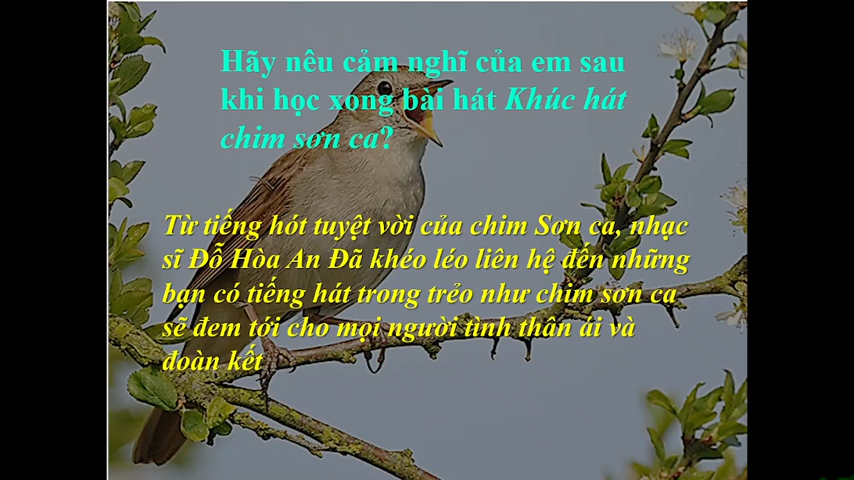 Hãy nêu cảm nghĩ của em sau
khi học xong bài hát Khúc hát
chim sơn ca?
Từ tiếng hót tuyệt vời của chim Sơn ca, nhạc
sĩ Đỗ Hòa An Đã khéo léo liên hệ đến những
bạn có tiếng hát trong trẻo như chim sơn ca
sẽ đem tới cho mọi người tình thân ái và
đoàn kết